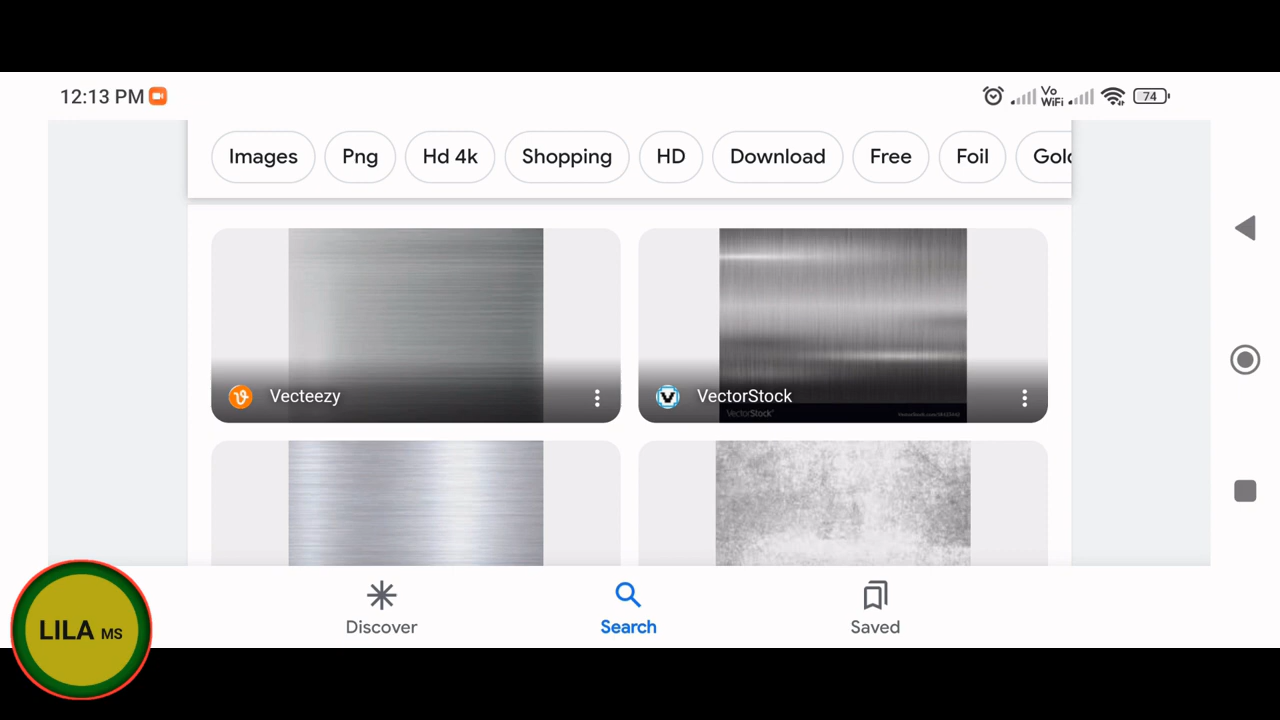 12:13 PM
Vo
WiFi
74
Images
Png
Hd 4k
Shopping
HD
Download
Free
Foil
Gold
Vecteezy
VectorStock
VectorStock
Discover
Search
Saved
LILA MS